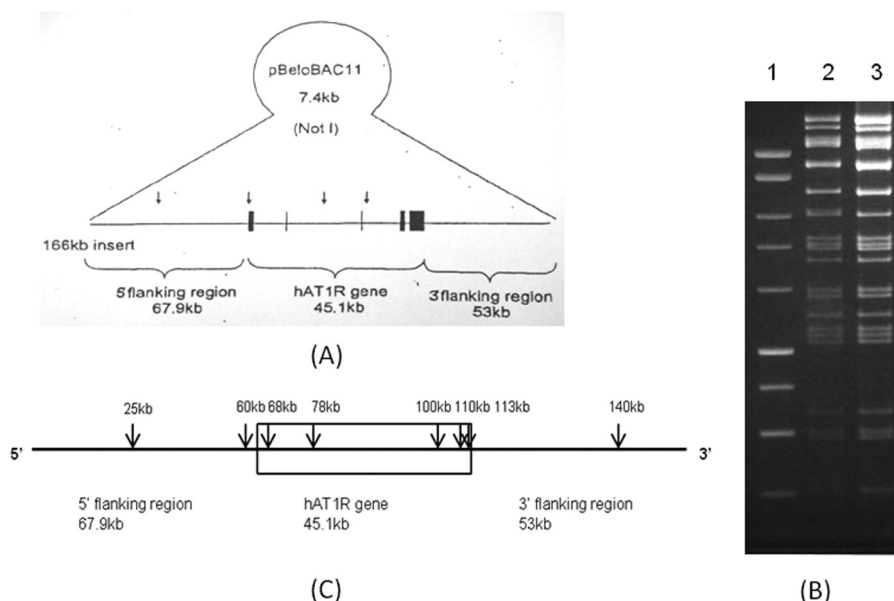 pBeloBAC11
7.4kb
(Not I)
166kb insert
5'flanking region
67.9kb
hAT1R gene
45.1kb
3'flanking region
53kb
(A)
1 2 3
(B)
25kb 60kb 68kb 78kb 100kb 110kb 113kb 140kb
5' 3'
5' flanking region
67.9kb
hAT1R gene
45.1kb
3' flanking region
53kb
(C)